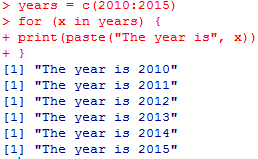 > years = c(2010:2015)
> for (x in years) {
+ print(paste("The year is", x))
+ }
[1] "The year is 2010"
[1] "The year is 2011"
[1] "The year is 2012"
[1] "The year is 2013"
[1] "The year is 2014"
[1] "The year is 2015"